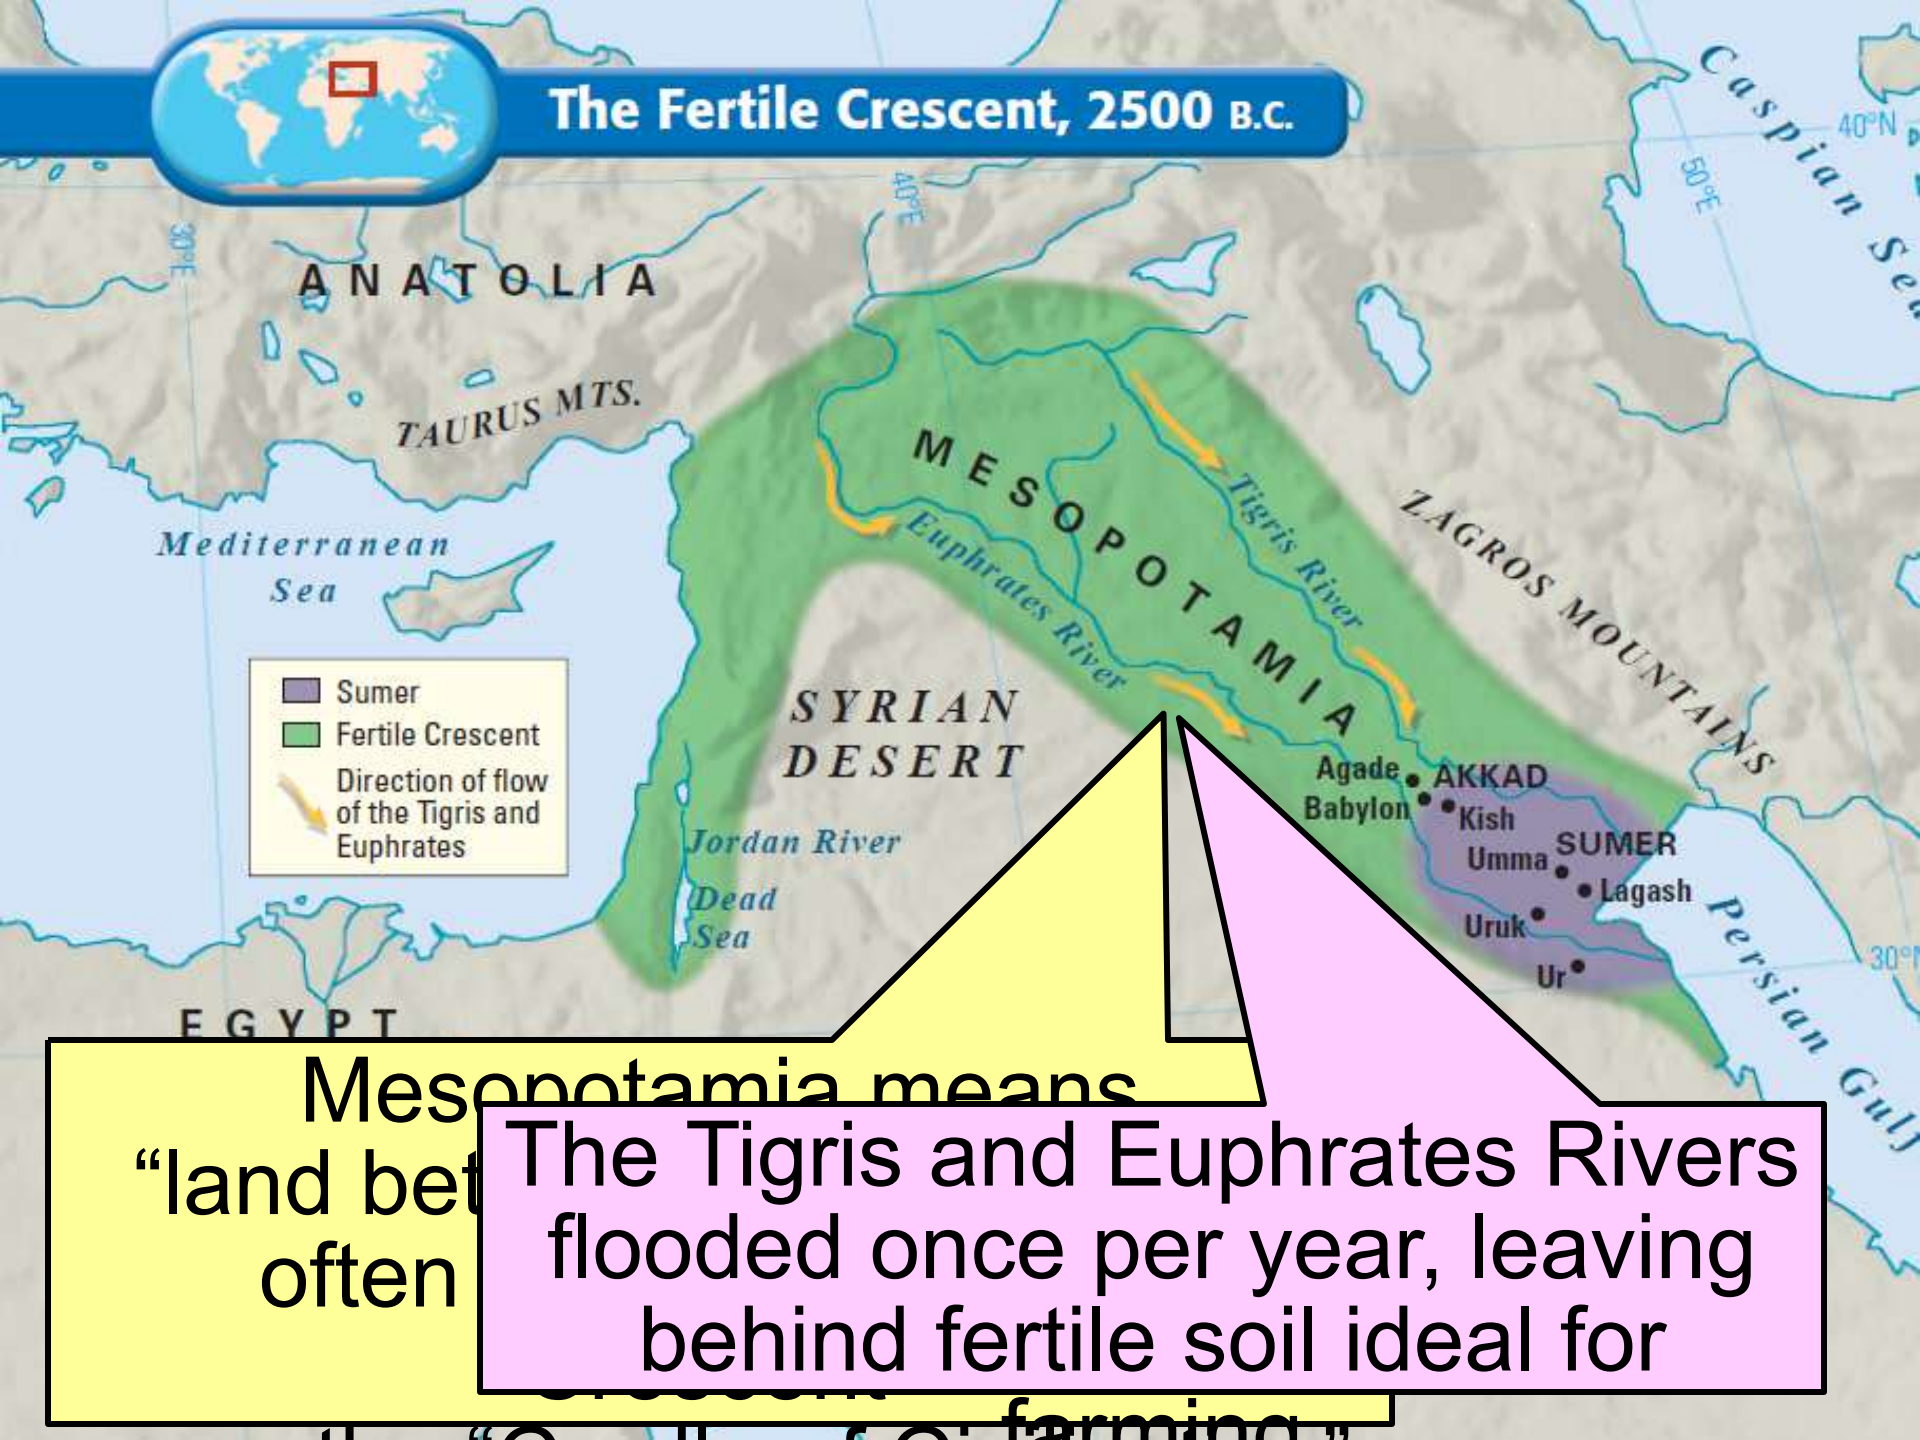 The Fertile Crescent, 2500 B.C.
Caspian Sea
40°N
50°E
40°E
30°E
ANATOLIA
TAURUS MTS.
MESOPOTAMIA
Tigris River
Euphrates River
ZAGROS MOUNTAINS
Mediterranean
Sea
Sumer
Fertile Crescent
Direction of flow
of the Tigris and
Euphrates
SYRIAN
DESERT
Agade
AKKAD
Babylon
Kish
SUMER
Umma
Lagash
Uruk
Ur
Jordan River
Dead
Sea
Persian Gulf
30°N
EGYPT
Mesopotamia means
“land bet
often
The Tigris and Euphrates Rivers
flooded once per year, leaving
behind fertile soil ideal for
farming